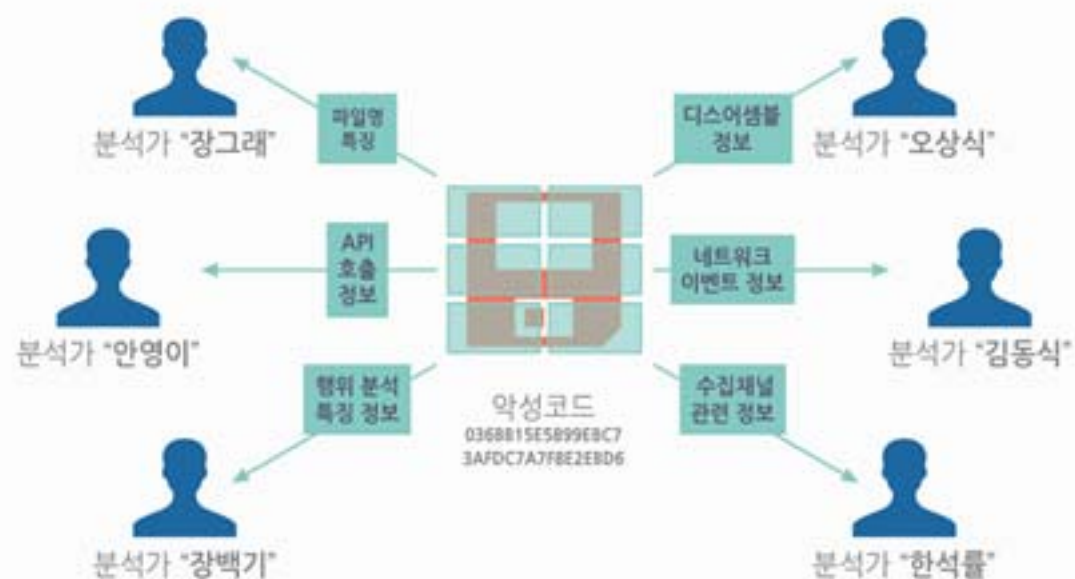 파일명
특징
분석가 "장그래"
디스어셈블
정보
분석가 "오상식"
API
호출
정보
분석가 "안영이"
네트워크
이벤트 정보
분석가 "김동식"
행위 분석
특징 정보
분석가 "장백기"
수집채널
관련 정보
분석가 "한석률"
악성코드
0368815E5899E8C7
3AFDC7A7F8E2E8D6